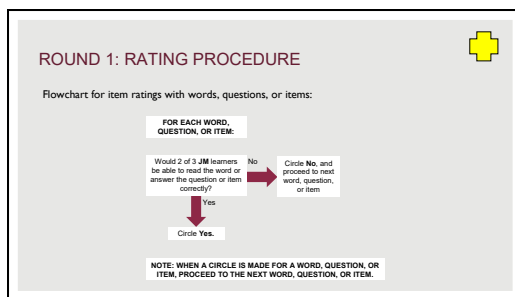 ROUND 1: RATING PROCEDURE
Flowchart for item ratings with words, questions, or items:
FOR EACH WORD,
QUESTION, OR ITEM:
Would 2 of 3 JM learners
be able to read the word or
answer the question or item
correctly?
No
Circle No, and
proceed to next
word, question,
or item
Yes
Circle Yes.
NOTE: WHEN A CIRCLE IS MADE FOR A WORD, QUESTION, OR
ITEM, PROCEED TO THE NEXT WORD, QUESTION, OR ITEM.